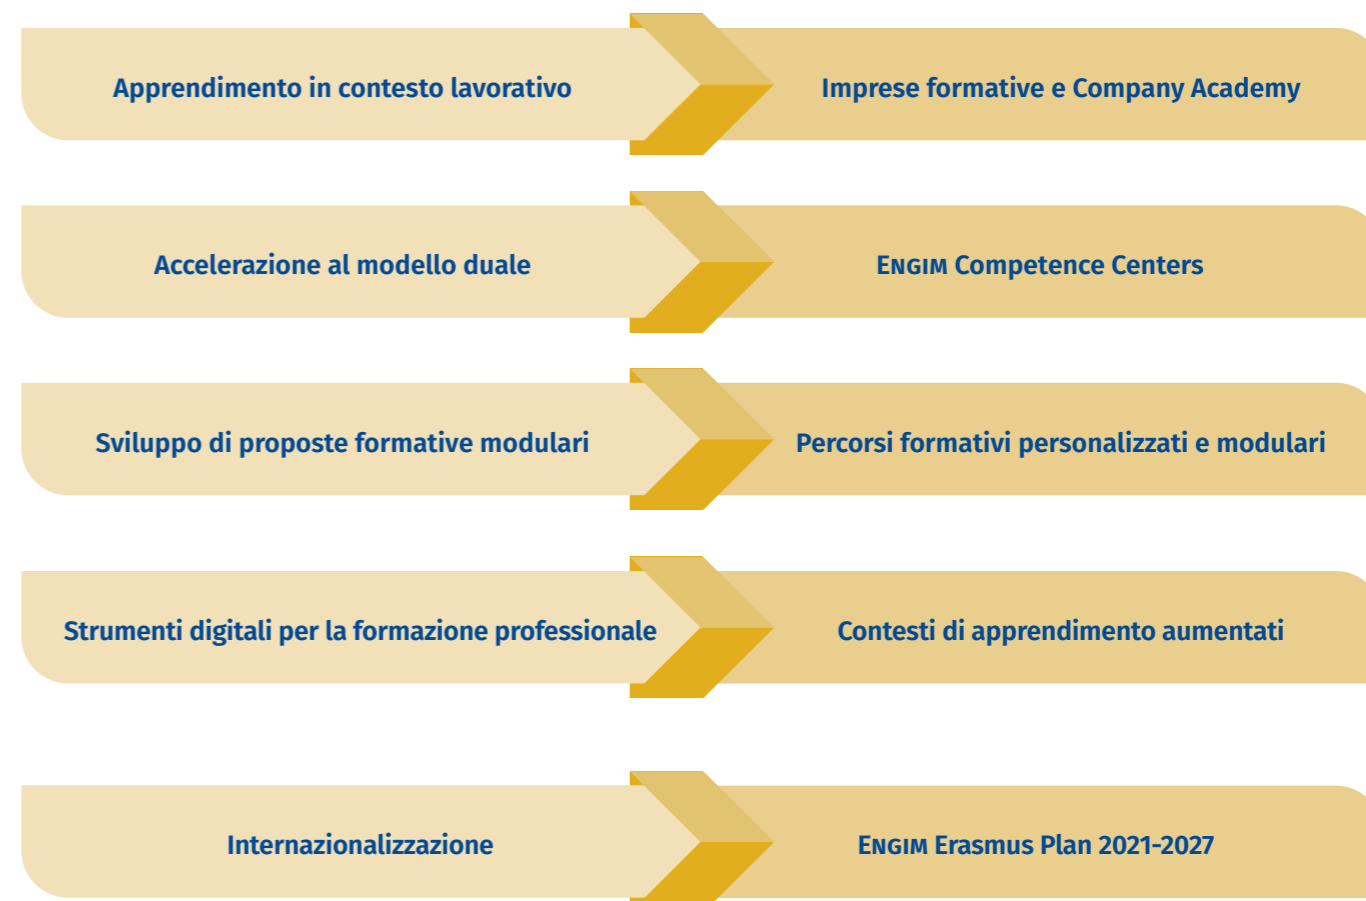 Apprendimento in contesto lavorativo
Imprese formative e Company Academy
Accelerazione al modello duale
ENGIM Competence Centers
Sviluppo di proposte formative modulari
Percorsi formativi personalizzati e modulari
Strumenti digitali per la formazione professionale
Contesti di apprendimento aumentati
Internazionalizzazione
ENGIM Erasmus Plan 2021-2027